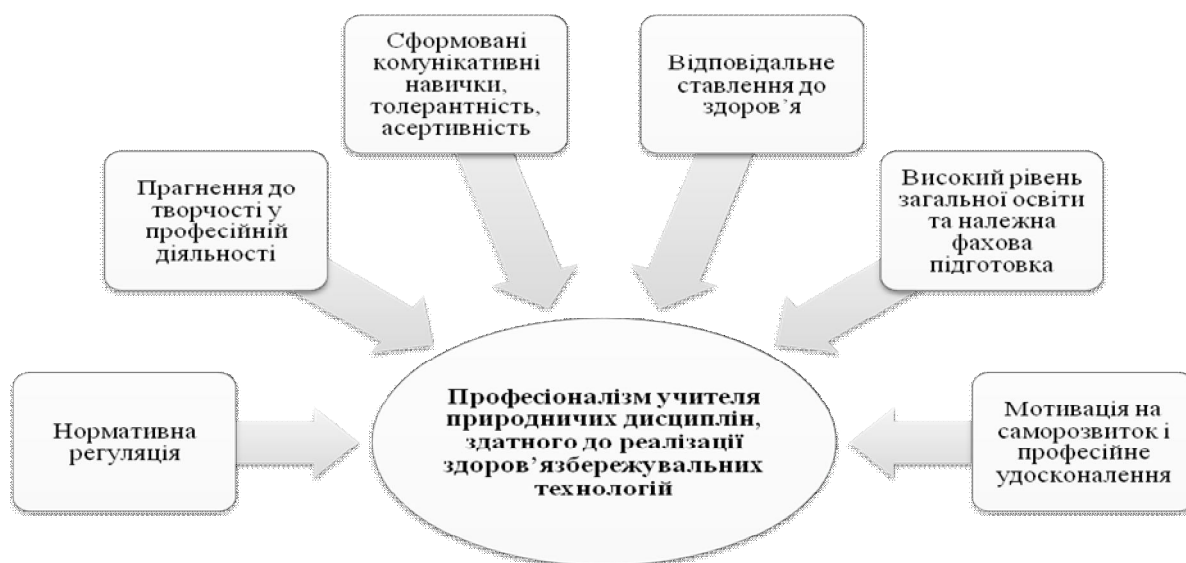 Сформовані
комунікативні
навички,
толерантність,
асертивність
Відповідальне
ставлення до
здоров’я
Прагнення до
творчості у
професійній
діяльності
Високий рівень
загальної освіти
та належна
фахова
підготовка
Нормативна
регуляція
Професіоналізм учителя
природничих дисциплін,
здатного до реалізації
здоров’язбережувальних
технологій
Мотивація на
саморозвиток і
професійне
удосконалення